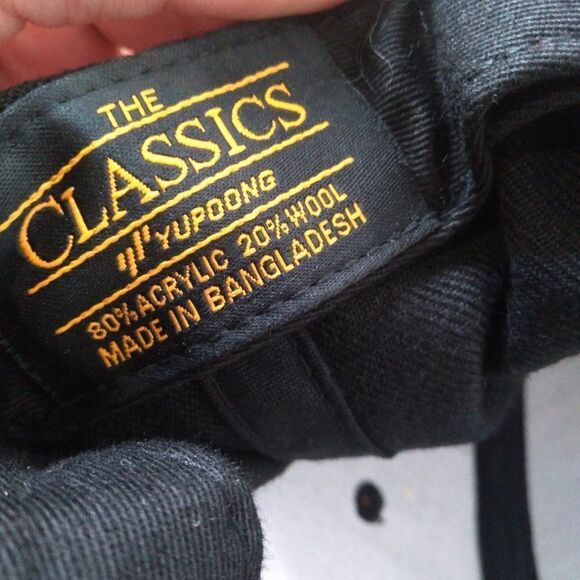 THE
CLASSICS
YUPOONG
80% ACRYLIC 20% WOOL
MADE IN BANGLADESH